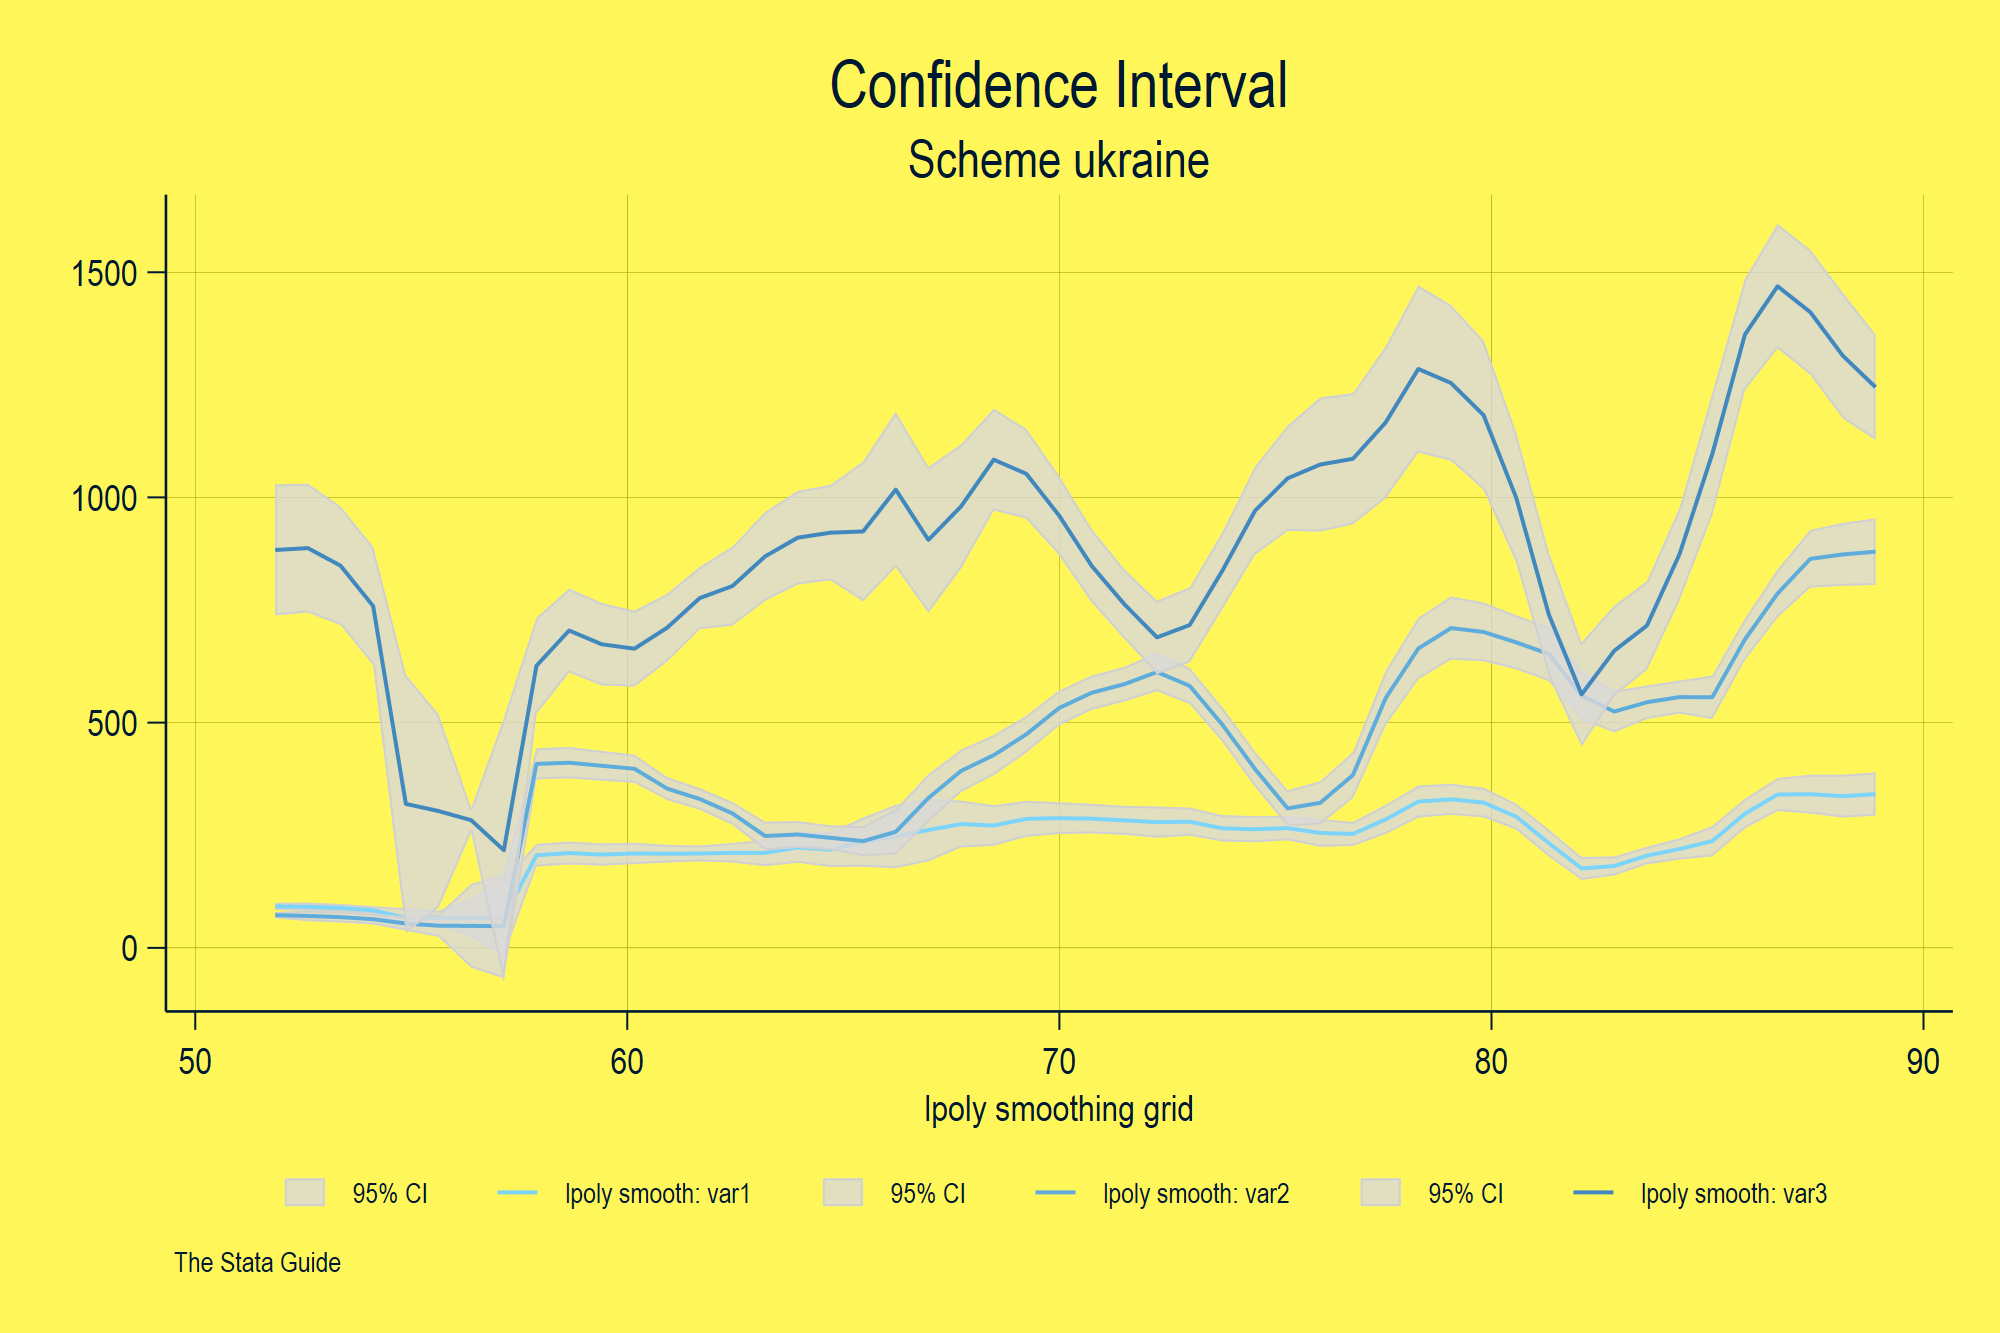 Confidence Interval
Scheme ukraine
1500
1000
500
0
50 60 70 80 90
lpoly smoothing grid
95% CI lpoly smooth: var1 95% CI lpoly smooth: var2 95% CI lpoly smooth: var3
The Stata Guide